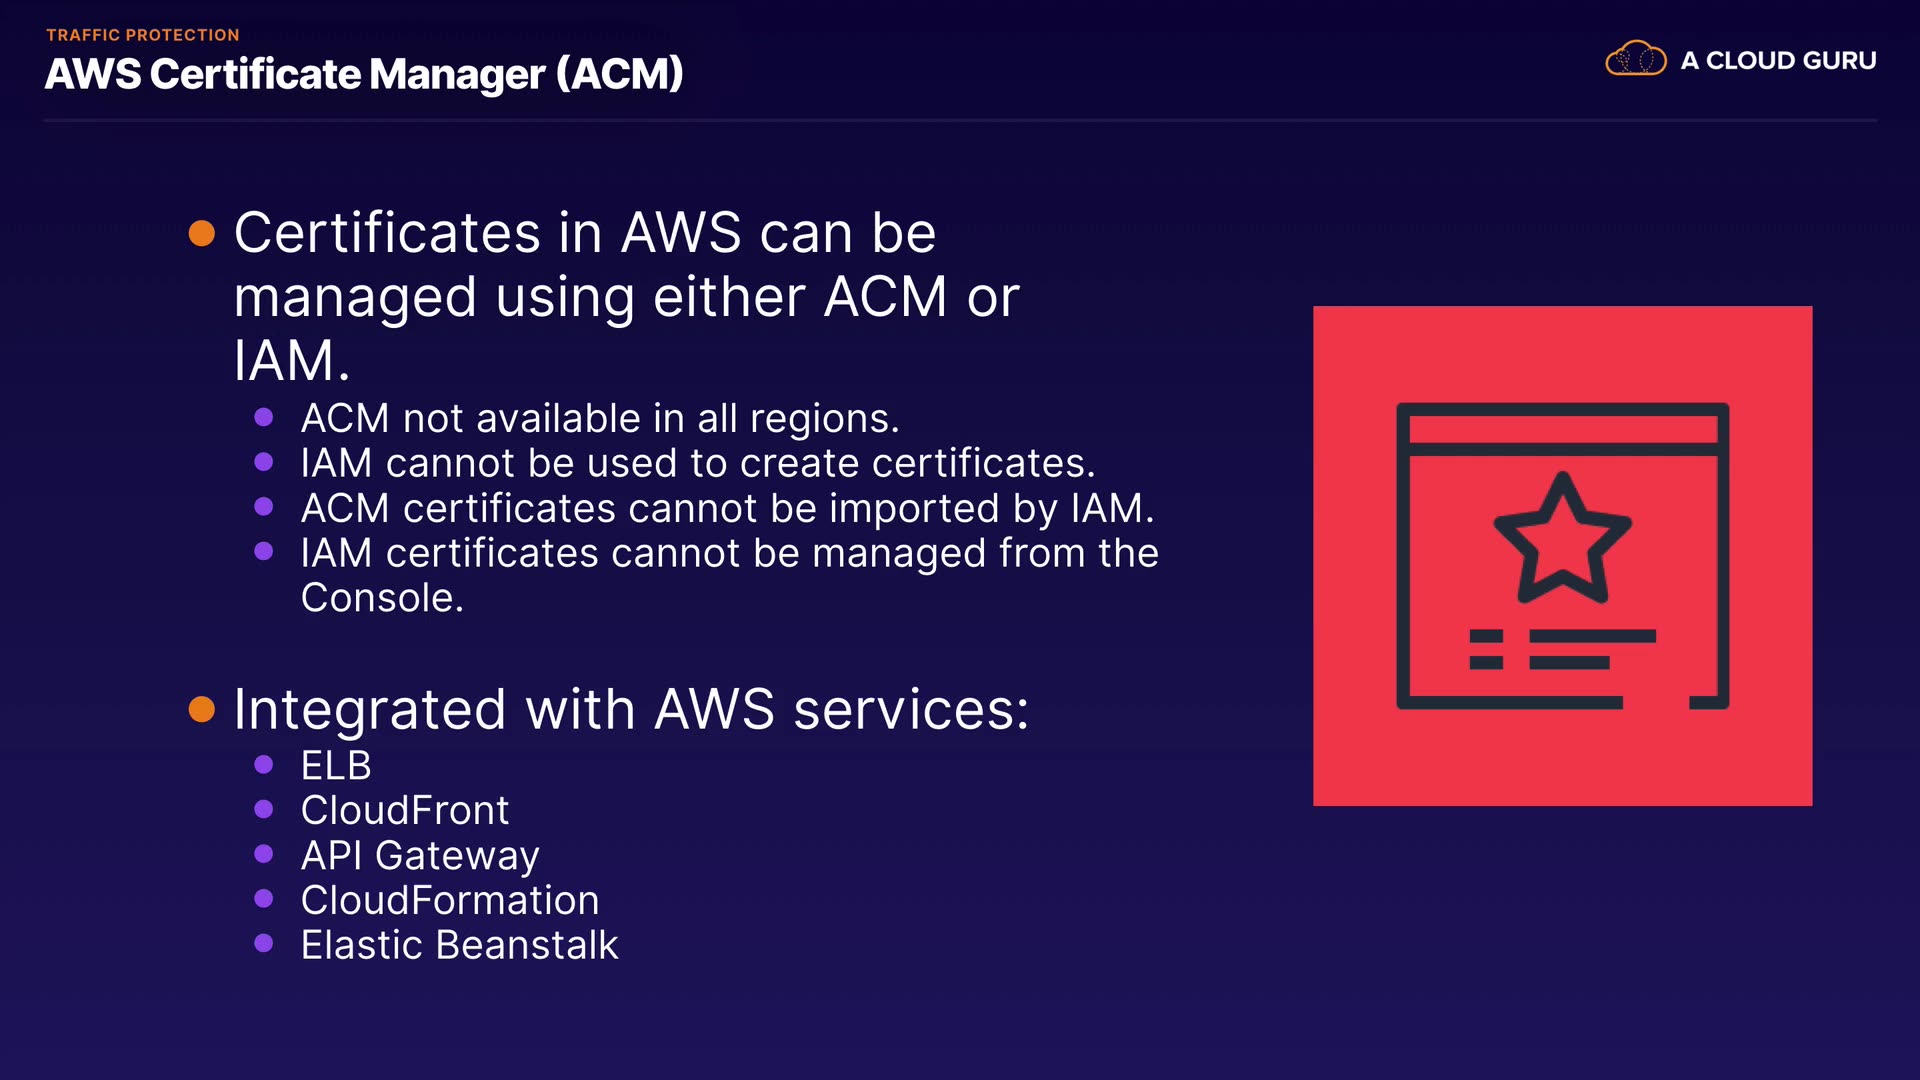 TRAFFIC PROTECTION
AWS Certificate Manager (ACM)
A CLOUD GURU
Certificates in AWS can be
managed using either ACM or
IAM.
ACM not available in all regions.
IAM cannot be used to create certificates.
ACM certificates cannot be imported by IAM.
IAM certificates cannot be managed from the
Console.
Integrated with AWS services:
ELB
CloudFront
API Gateway
CloudFormation
Elastic Beanstalk